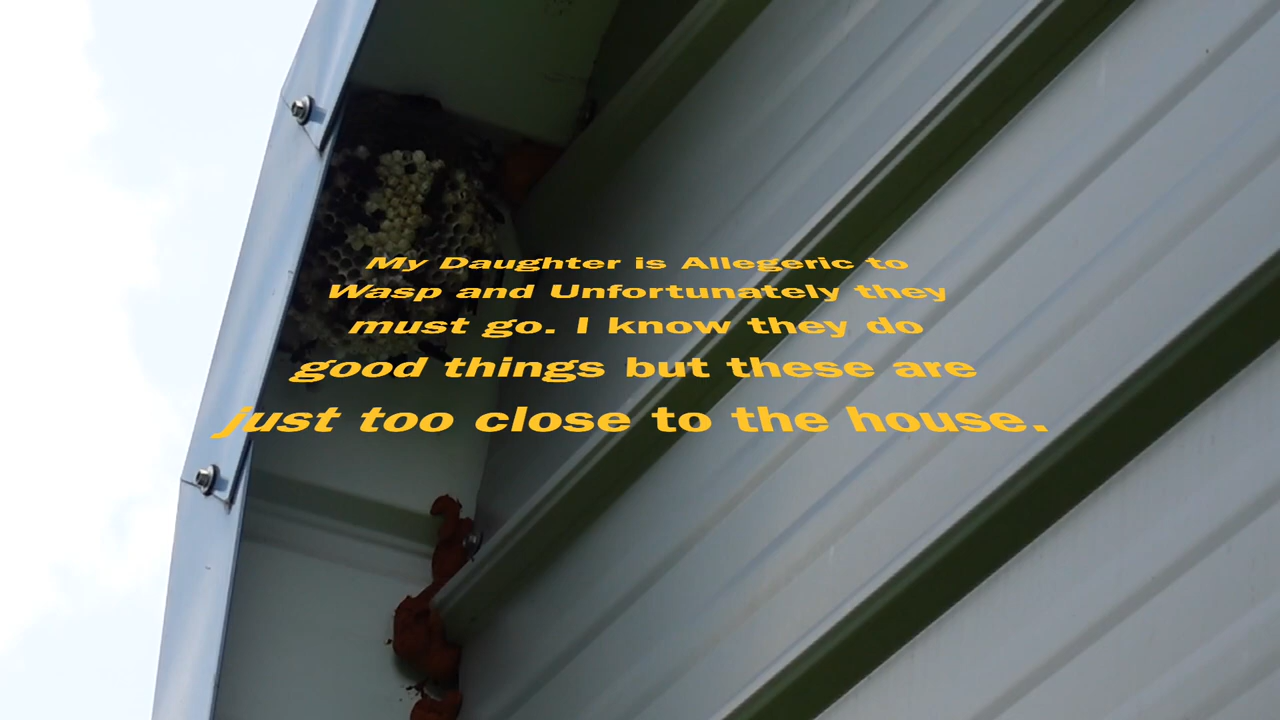 My Daughter is Allegeric to
Wasp and Unfortunately they
must go. I know they do
good things but these are
just too close to the house.